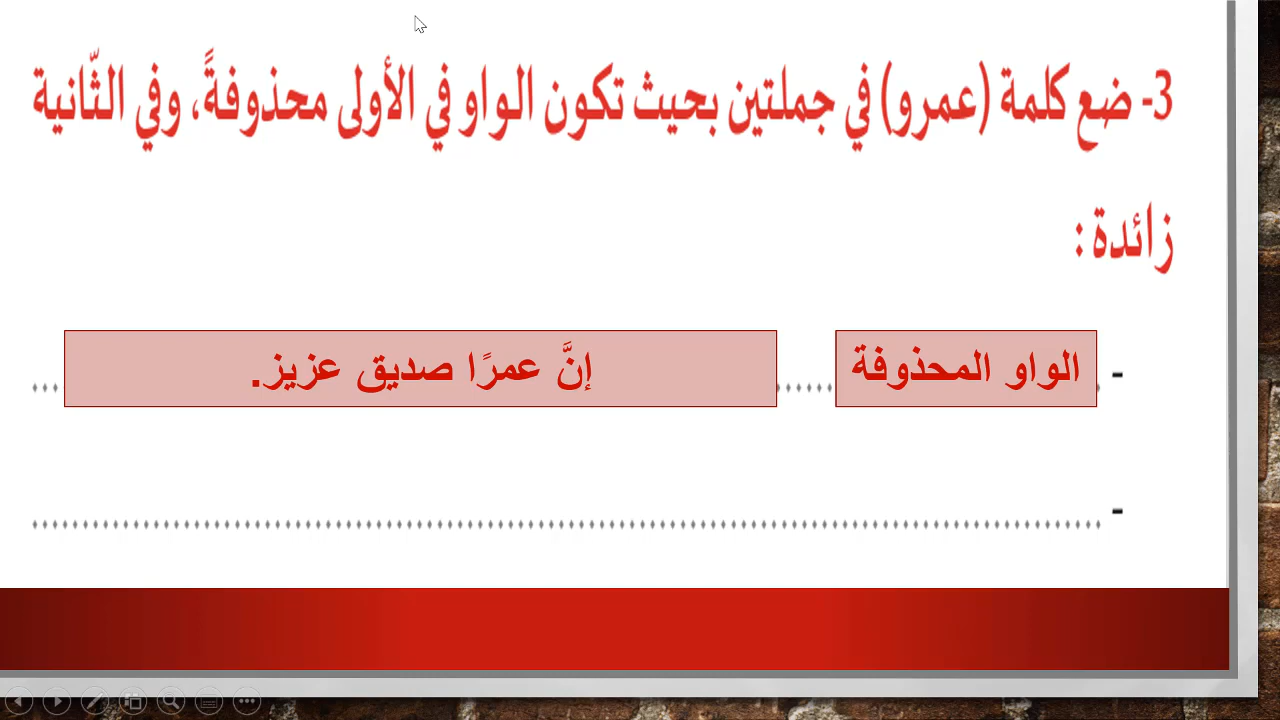 3- ضع كلمة (عمرو) في جملتين بحيث تكون الواو في الأولى محذوفةً، وفي الثّانية
زائدة :
- الواو المحذوفة ...... إنَّ عمرًا صديق عزيز. ...
- ......................................................................